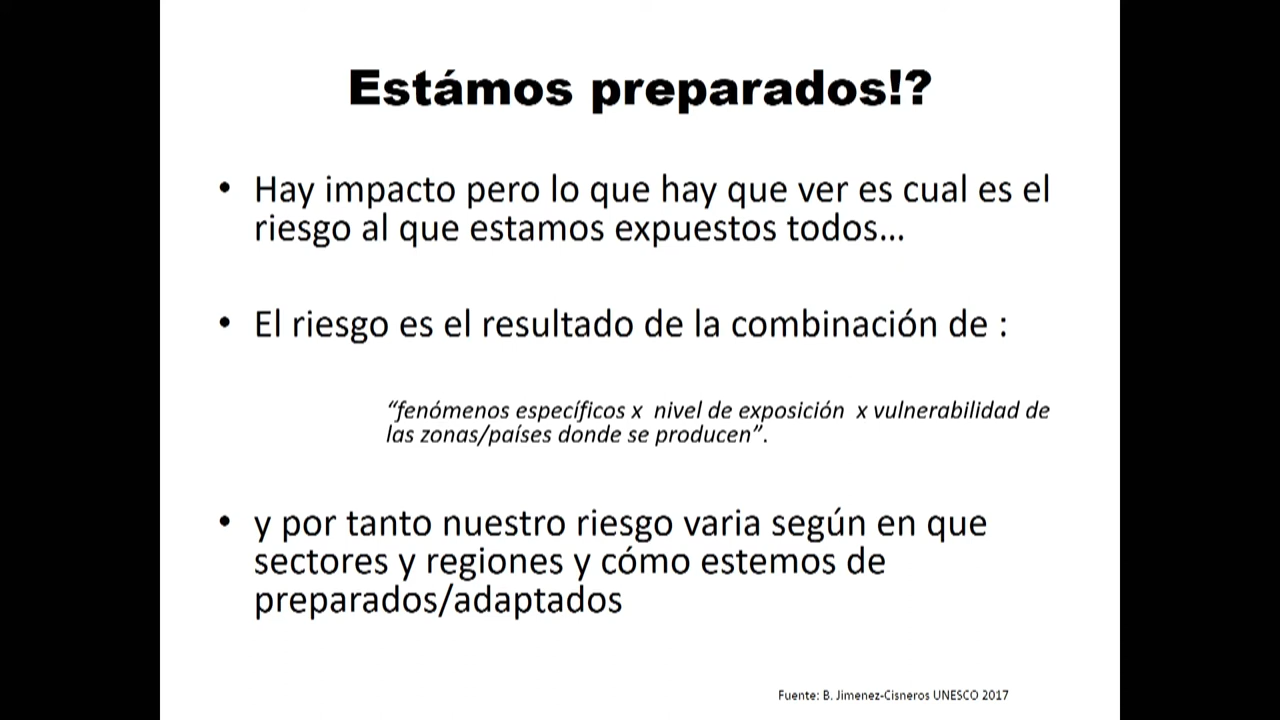 Estámos preparados!?
• Hay impacto pero lo que hay que ver es cual es el
riesgo al que estamos expuestos todos...
• El riesgo es el resultado de la combinación de :
“fenómenos específicos x  nivel de exposición  x vulnerabilidad de
las zonas/países donde se producen”.
• y por tanto nuestro riesgo varia según en que
sectores y regiones y cómo estemos de
preparados/adaptados
Fuente: B. Jimenez-Cisneros UNESCO 2017